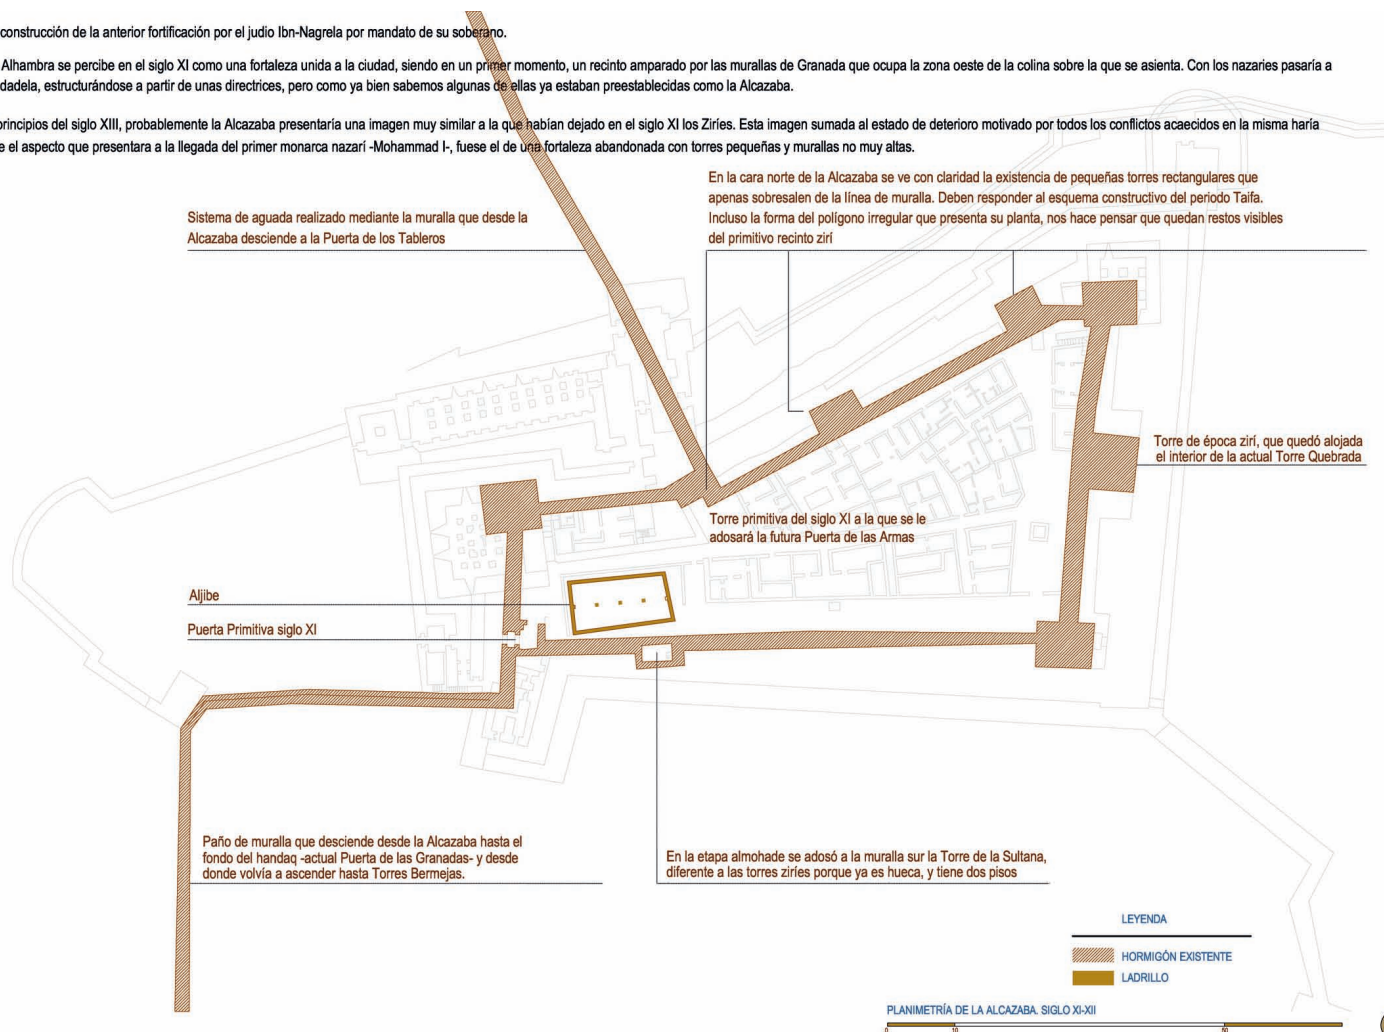 construcción de la anterior fortificación por el judio Ibn-Nagrela por mandato de su soberano.
Alhambra se percibe en el siglo XI como una fortaleza unida a la ciudad, siendo en un primer momento, un recinto amparado por las murallas de Granada que ocupa la zona oeste de la colina sobre la que se asienta. Con los nazaries pasaría a
dadela, estructurándose a partir de unas directrices, pero como ya bien sabemos algunas de ellas ya estaban preestablecidas como la Alcazaba.
principios del siglo XIII, probablemente la Alcazaba presentaría una imagen muy similar a la que habían dejado en el siglo XI los Ziríes. Esta imagen sumada al estado de deterioro motivado por todos los conflictos acaecidos en la misma haría
e el aspecto que presentara a la llegada del primer monarca nazarí -Mohammad I-, fuese el de una fortaleza abandonada con torres pequeñas y murallas no muy altas.
En la cara norte de la Alcazaba se ve con claridad la existencia de pequeñas torres rectangulares que
apenas sobresalen de la línea de muralla. Deben responder al esquema constructivo del periodo Taifa.
Incluso la forma del polígono irregular que presenta su planta, nos hace pensar que quedan restos visibles
del primitivo recinto zirí
Sistema de aguada realizado mediante la muralla que desde la
Alcazaba desciende a la Puerta de los Tableros
Torre de época zirí, que quedó alojada
el interior de la actual Torre Quebrada
Torre primitiva del siglo XI a la que se le
adosará la futura Puerta de las Armas
Aljibe
Puerta Primitiva siglo XI
Paño de muralla que desciende desde la Alcazaba hasta el
fondo del handaq -actual Puerta de las Granadas- y desde
donde volvía a ascender hasta Torres Bermejas.
En la etapa almohade se adosó a la muralla sur la Torre de la Sultana,
diferente a las torres ziríes porque ya es hueca, y tiene dos pisos
LEYENDA
HORMIGÓN EXISTENTE
LADRILLO
PLANIMETRÍA DE LA ALCAZABA. SIGLO XI-XII
0 10 50